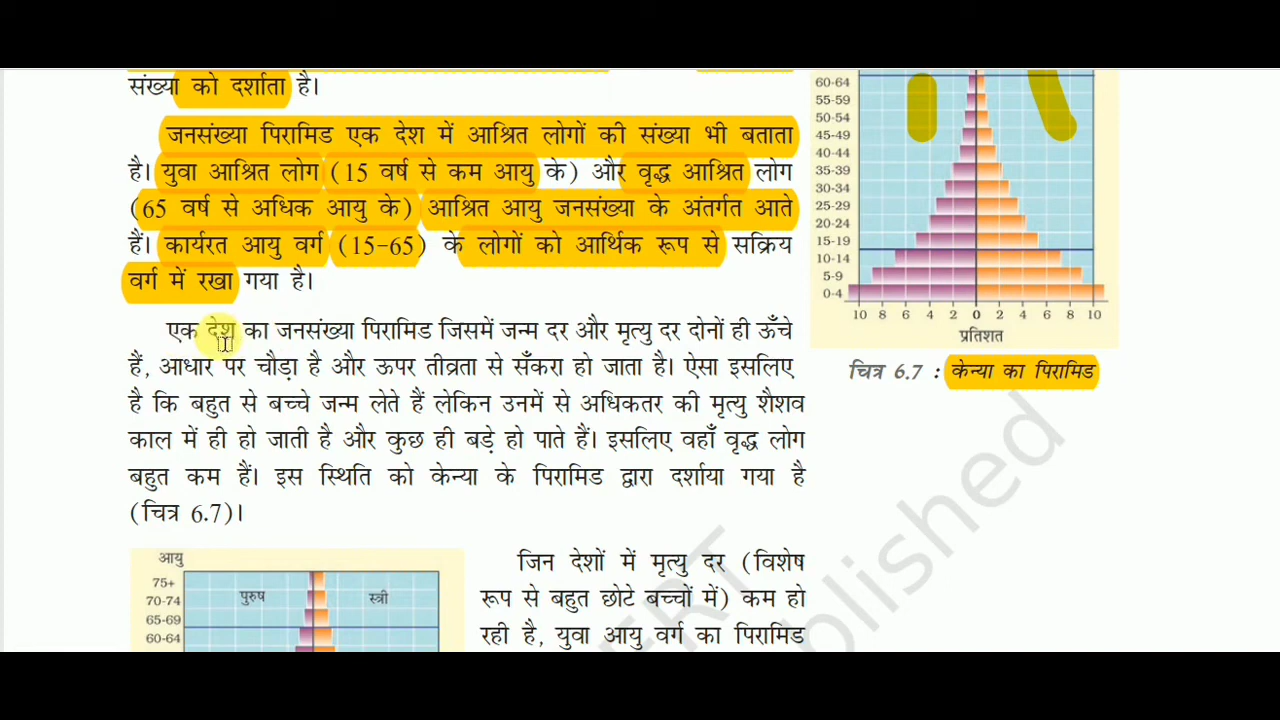 संख्या को दर्शाता है।
जनसंख्या पिरामिड एक देश में आश्रित लोगों की संख्या भी बताता
है। युवा आश्रित लोग (15 वर्ष से कम आयु के) और वृद्ध आश्रित लोग
(65 वर्ष से अधिक आयु के) आश्रित आयु जनसंख्या के अंतर्गत आते
हैं। कार्यरत आयु वर्ग (15-65) के लोगों को आर्थिक रूप से सक्रिय
वर्ग में रखा गया है।
एक देश का जनसंख्या पिरामिड जिसमें जन्म दर और मृत्यु दर दोनों ही ऊँचे
हैं, आधार पर चौड़ा है और ऊपर तीव्रता से सँकरा हो जाता है। ऐसा इसलिए
है कि बहुत से बच्चे जन्म लेते हैं लेकिन उनमें से अधिकतर की मृत्यु शैशव
काल में ही हो जाती है और कुछ ही बड़े हो पाते हैं। इसलिए वहाँ वृद्ध लोग
बहुत कम हैं। इस स्थिति को केन्या के पिरामिड द्वारा दर्शाया गया है
(चित्र 6.7)।
60-64
55-59
50-54
45-49
40-44
35-39
30-34
25-29
20-24
15-19
10-14
5-9
0-4
10 8 6 4 2 0 2 4 6 8 10
प्रतिशत
चित्र 6.7 : केन्या का पिरामिड
आयु
75+
70-74
65-69
60-64
पुरुष स्त्री
जिन देशों में मृत्यु दर (विशेष
रूप से बहुत छोटे बच्चों में) कम हो
रही है, युवा आयु वर्ग का पिरामिड